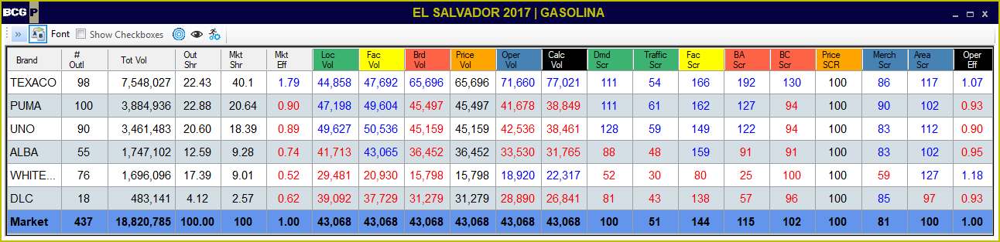 BCG P EL SALVADOR 2017 | GASOLINA
» Font Show Checkboxes
Brand # Outl Tot Vol Out Shr Mkt Shr Mkt Eff Loc Vol Fac Vol Brd Vol Price Vol Oper Vol Calc Vol Dmd Scr Traffic Scr Fac Scr BA Scr BC Scr Price SCR Merch Scr Area Scr Oper Eff
TEXACO 98 7,548,027 22.43 40.1 1.79 44,858 47,692 65,696 65,696 71,660 77,021 111 54 166 192 130 100 86 117 1.07
PUMA 100 3,884,936 22.88 20.64 0.90 47,198 49,604 45,497 45,497 41,678 38,849 111 61 162 127 94 100 90 102 0.93
UNO 90 3,461,483 20.60 18.39 0.89 49,627 50,536 45,159 45,159 42,536 38,461 128 59 149 122 94 100 83 112 0.90
ALBA 55 1,747,102 12.59 9.28 0.74 41,713 43,065 36,452 36,452 33,530 31,765 88 48 159 91 91 100 83 102 0.95
WHITE... 76 1,696,096 17.39 9.01 0.52 29,481 20,930 15,798 15,798 18,920 22,317 52 30 80 25 100 100 59 127 1.18
DLC 18 483,141 4.12 2.57 0.62 39,092 37,729 31,279 31,279 28,890 26,841 81 43 138 57 96 100 85 97 0.93
Market 437 18,820,785 100.00 100 1.00 43,068 43,068 43,068 43,068 43,068 43,068 100 51 144 115 102 100 81 100 1.00